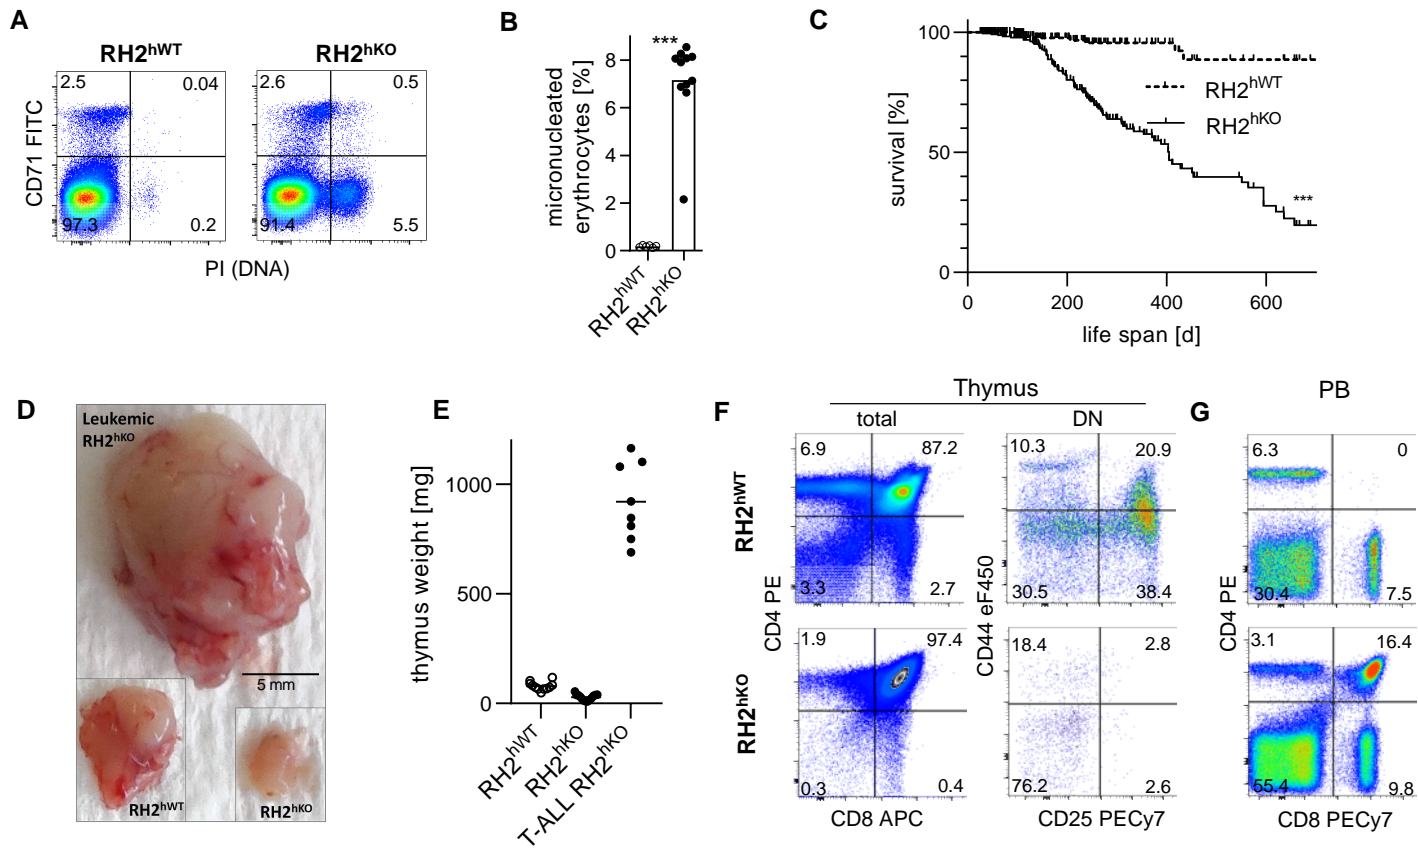 A
RH2hWT
RH2hKO
2.5
0.04
97.3
0.2
2.6
0.5
91.4
5.5
CD71 FITC
PI (DNA)
B
***
micronucleated
erythrocytes [%]
8
6
4
2
0
RH2hWT
RH2hKO
C
survival [%]
100
50
0
0
200
400
600
life span [d]
RH2hWT
RH2hKO
***
D
Leukemic
RH2hKO
5 mm
RH2hWT
RH2hKO
E
thymus weight [mg]
1000
500
0
RH2hWT
RH2hKO
T-ALL RH2hKO
F
Thymus
total
DN
RH2hWT
RH2hKO
CD4 PE
6.9
87.2
3.3
2.7
1.9
97.4
0.3
0.4
CD8 APC
CD44 eF450
10.3
20.9
30.5
38.4
18.4
2.8
76.2
2.6
CD25 PECy7
G
PB
CD4 PE
6.3
0
30.4
7.5
3.1
16.4
55.4
9.8
CD8 PECy7